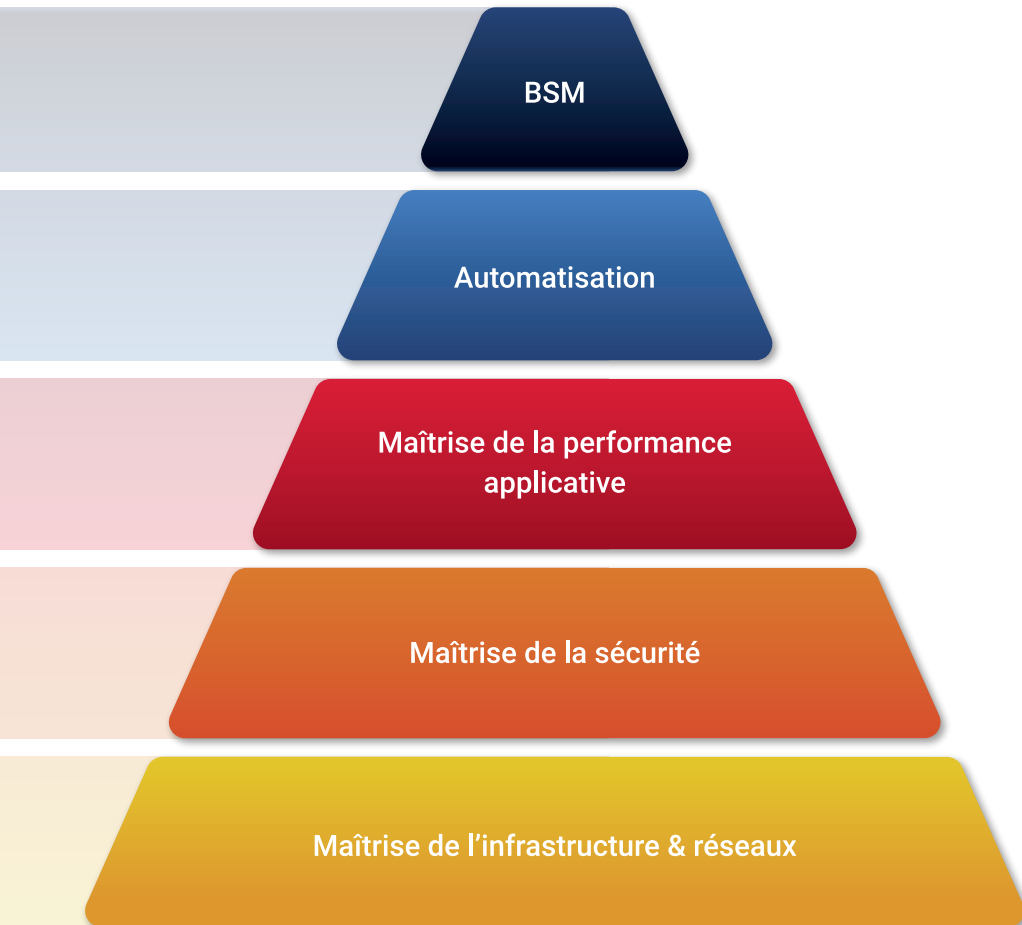 BSM
Automatisation
Maîtrise de la performance
applicative
Maîtrise de la sécurité
Maîtrise de l’infrastructure & réseaux